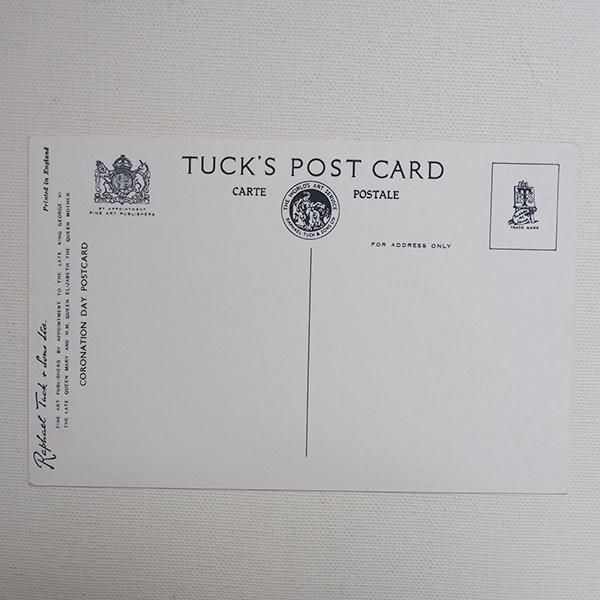 TUCK'S POST CARD
CARTE POSTALE
THE WORLDS ART SERVICE
RAPHAEL TUCK & SONS LTD
BY APPOINTMENT
FINE ART PUBLISHERS
FOR ADDRESS ONLY
TRADE MARK
Printed in England
Raphael Tuck & Sons Ltd.
FINE ART PUBLISHERS BY APPOINTMENT TO THE LATE KING GEORGE VI
THE LATE QUEEN MARY AND H.M. QUEEN ELIZABETH THE QUEEN MOTHER
CORONATION DAY POSTCARD